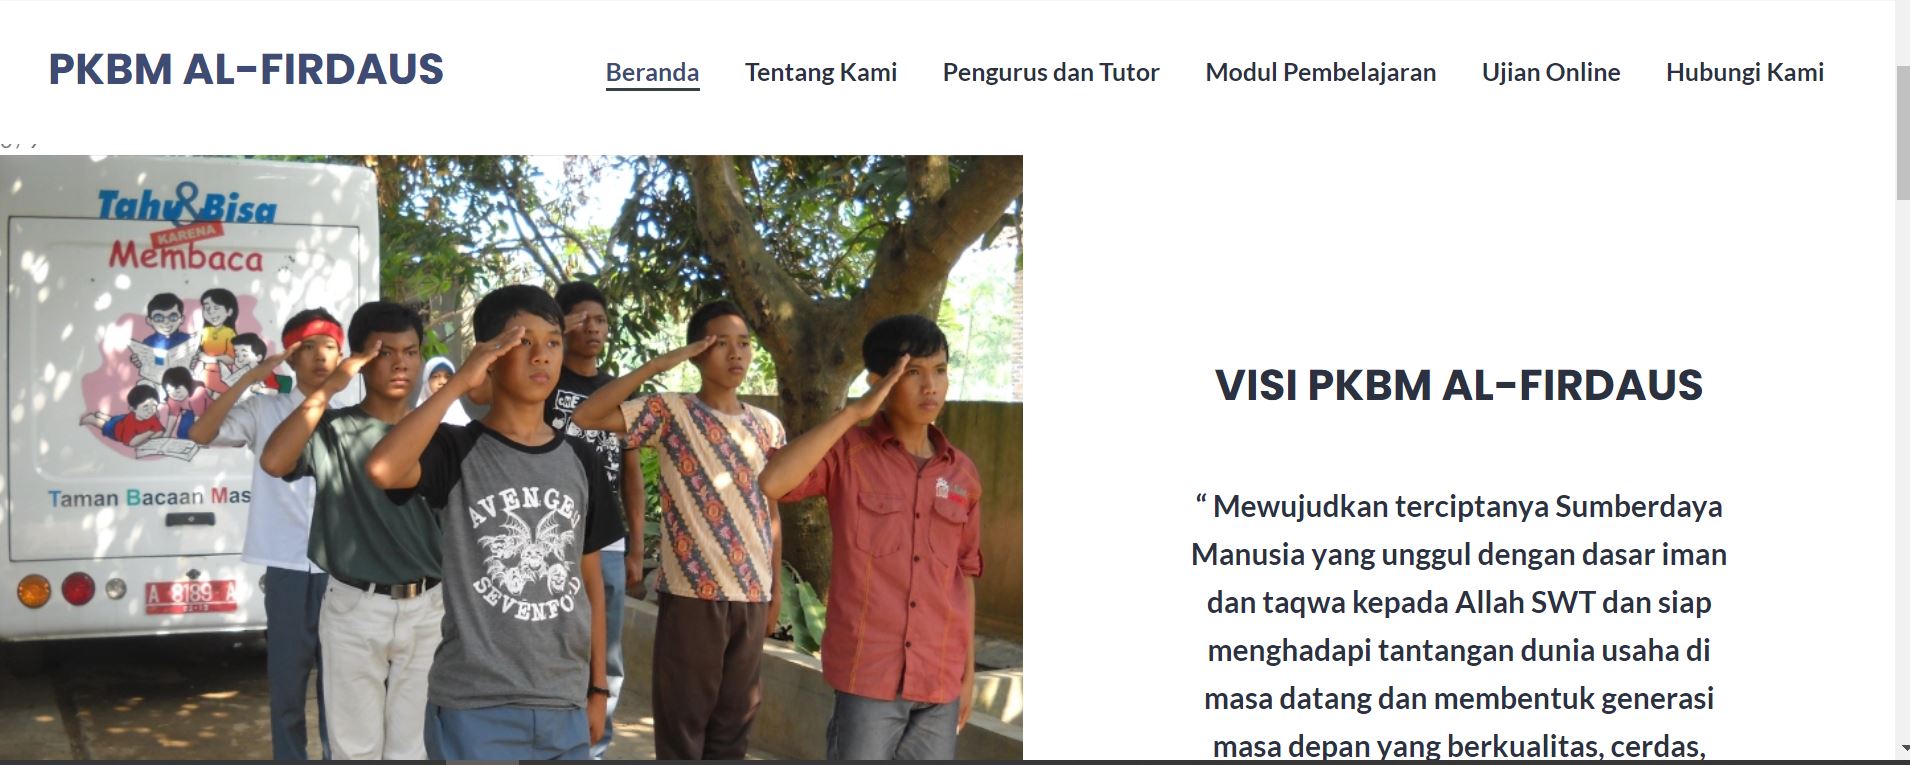 PKBM AL-FIRDAUS
Beranda
Tentang Kami
Pengurus dan Tutor
Modul Pembelajaran
Ujian Online
Hubungi Kami
Tahu & Bisa
KARENA
Membaca
Taman Bacaan Mas
A 8189 A
AVENGE
SEVENFO
VISI PKBM AL-FIRDAUS
“ Mewujudkan terciptanya Sumberdaya
Manusia yang unggul dengan dasar iman
dan taqwa kepada Allah SWT dan siap
menghadapi tantangan dunia usaha di
masa datang dan membentuk generasi
masa depan yang berkualitas, cerdas,